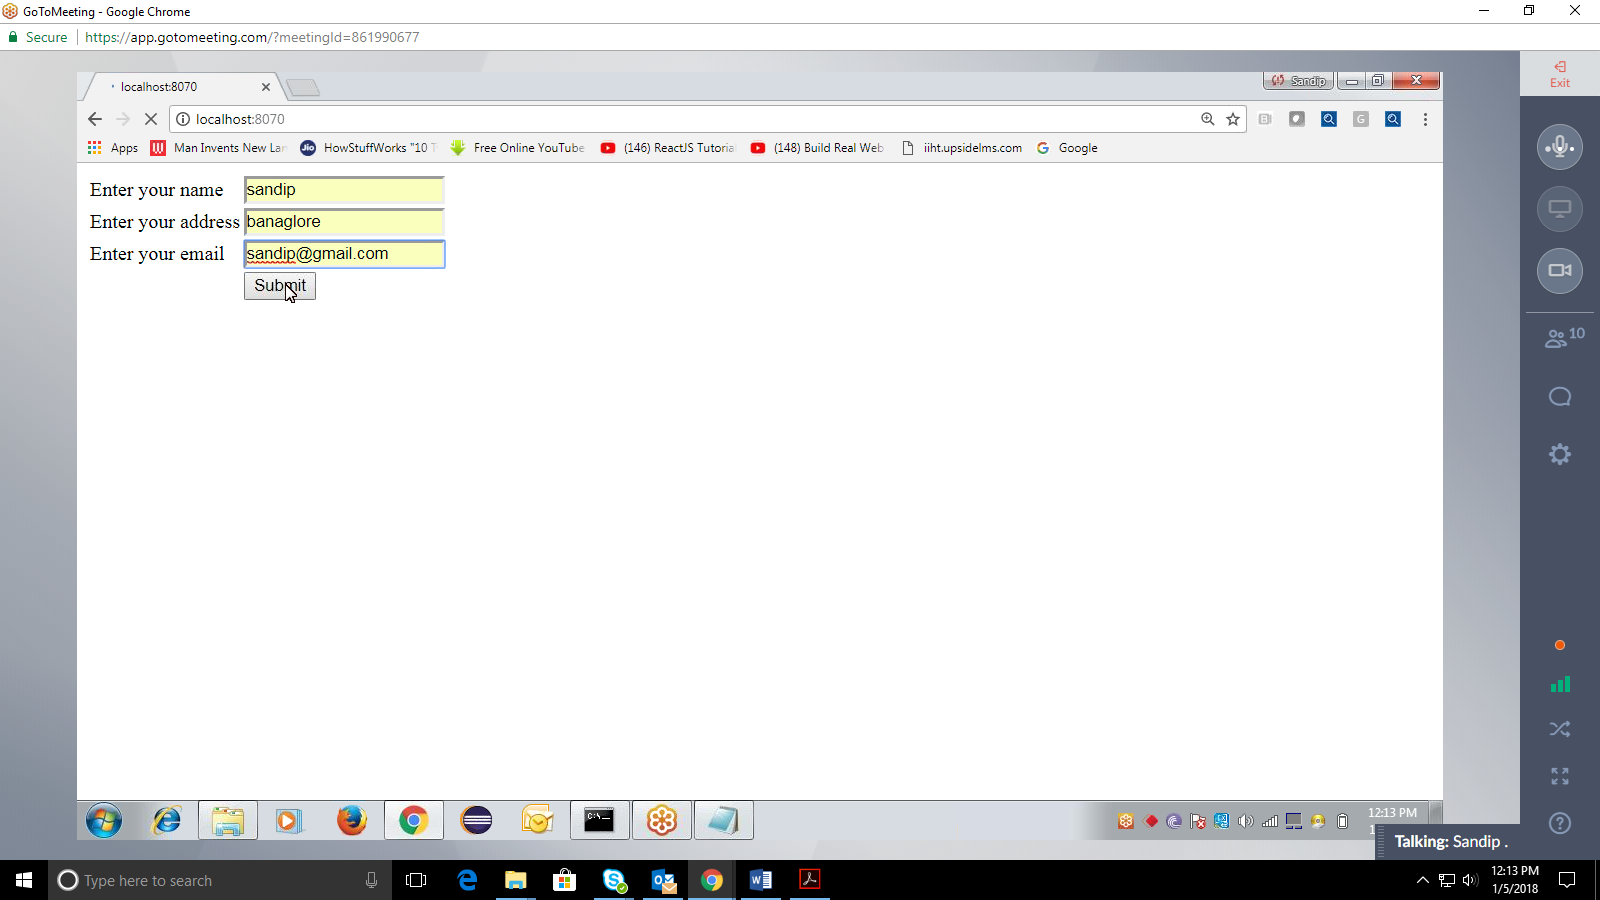 GoToMeeting - Google Chrome
Secure https://app.gotomeeting.com/?meetingId=861990677
Exit
localhost:8070
Sandip
localhost:8070
Apps Man Invents New Lan HowStuffWorks "10 T Free Online YouTube (146) ReactJS Tutoria (148) Build Real Web iiht.upsidelms.com Google
Enter your name sandip
Enter your address banaglore
Enter your email sandip@gmail.com
Submit
10
12:13 PM
Talking: Sandip .
Type here to search
12:13 PM
1/5/2018